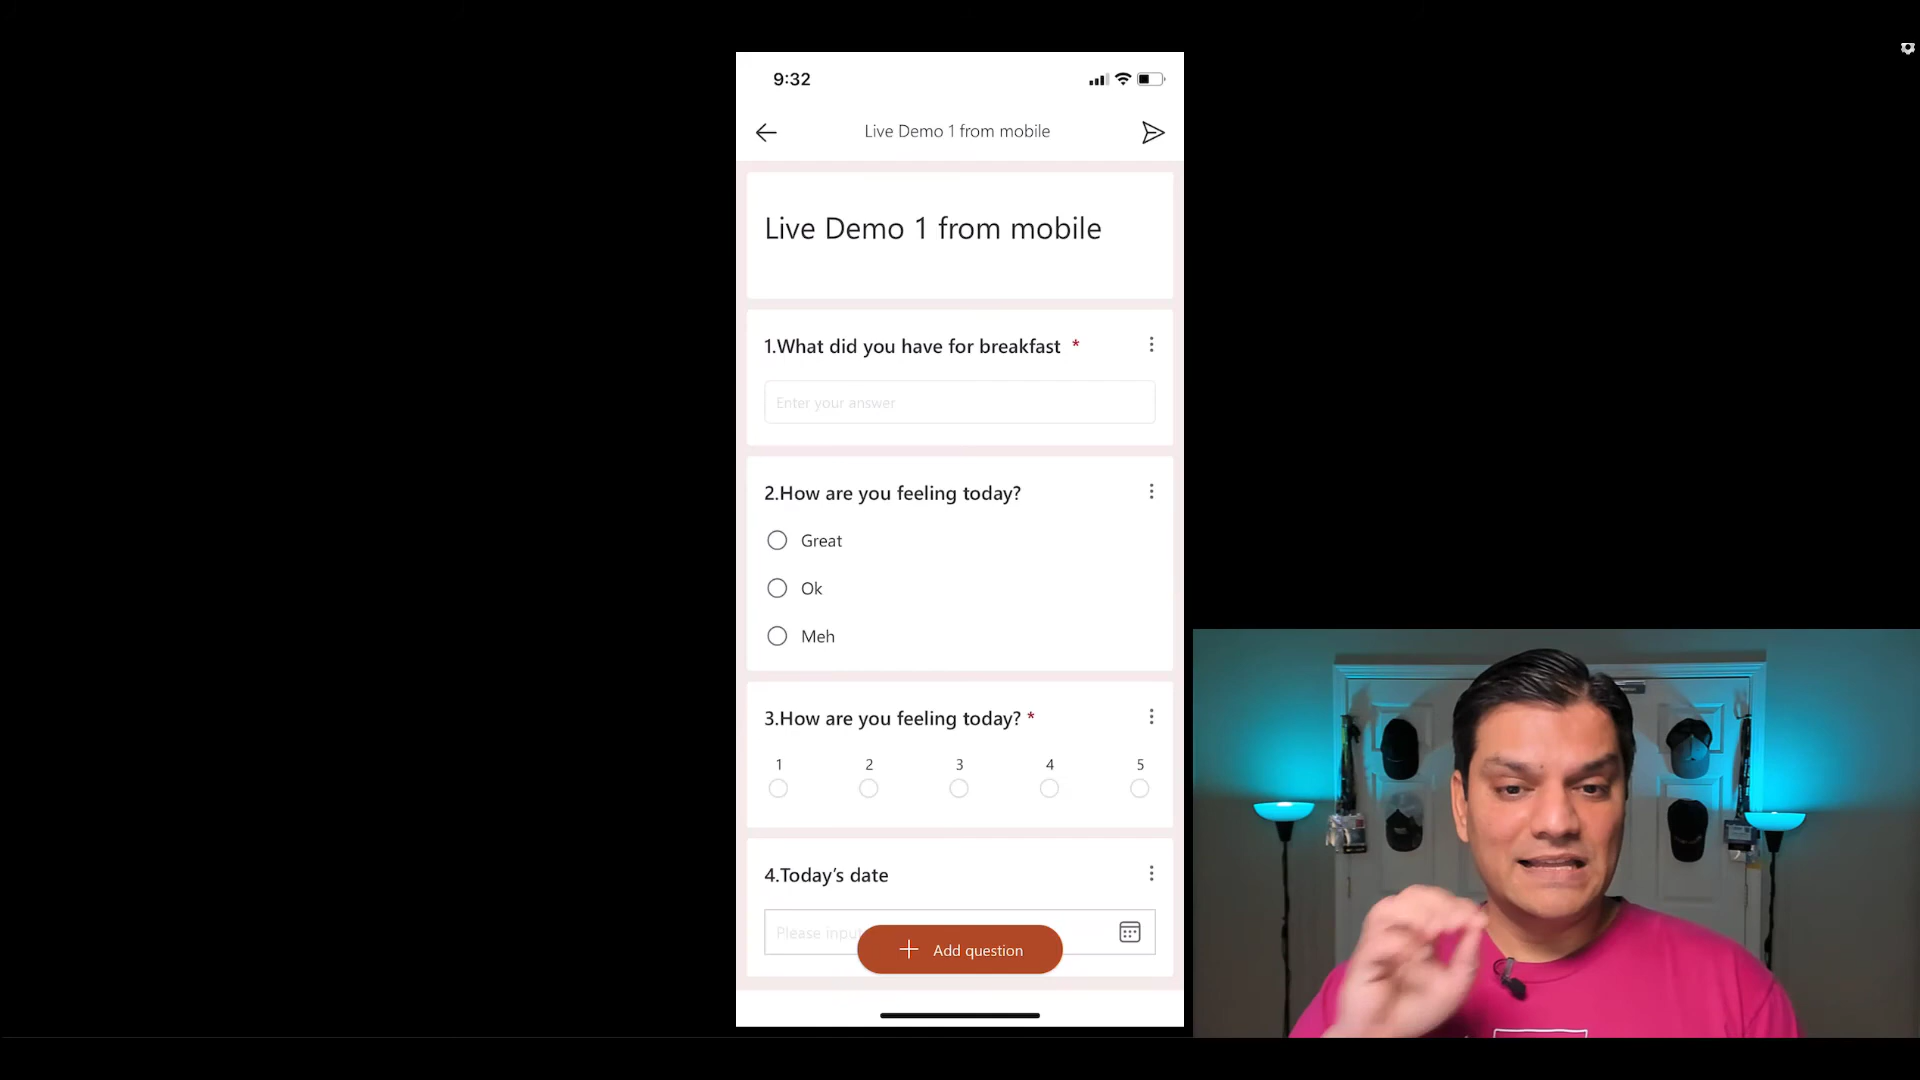 9:32
Live Demo 1 from mobile
Live Demo 1 from mobile
1.What did you have for breakfast *
Enter your answer
2.How are you feeling today?
Great
Ok
Meh
3.How are you feeling today? *
1 2 3 4 5
4.Today's date
Please input
Add question